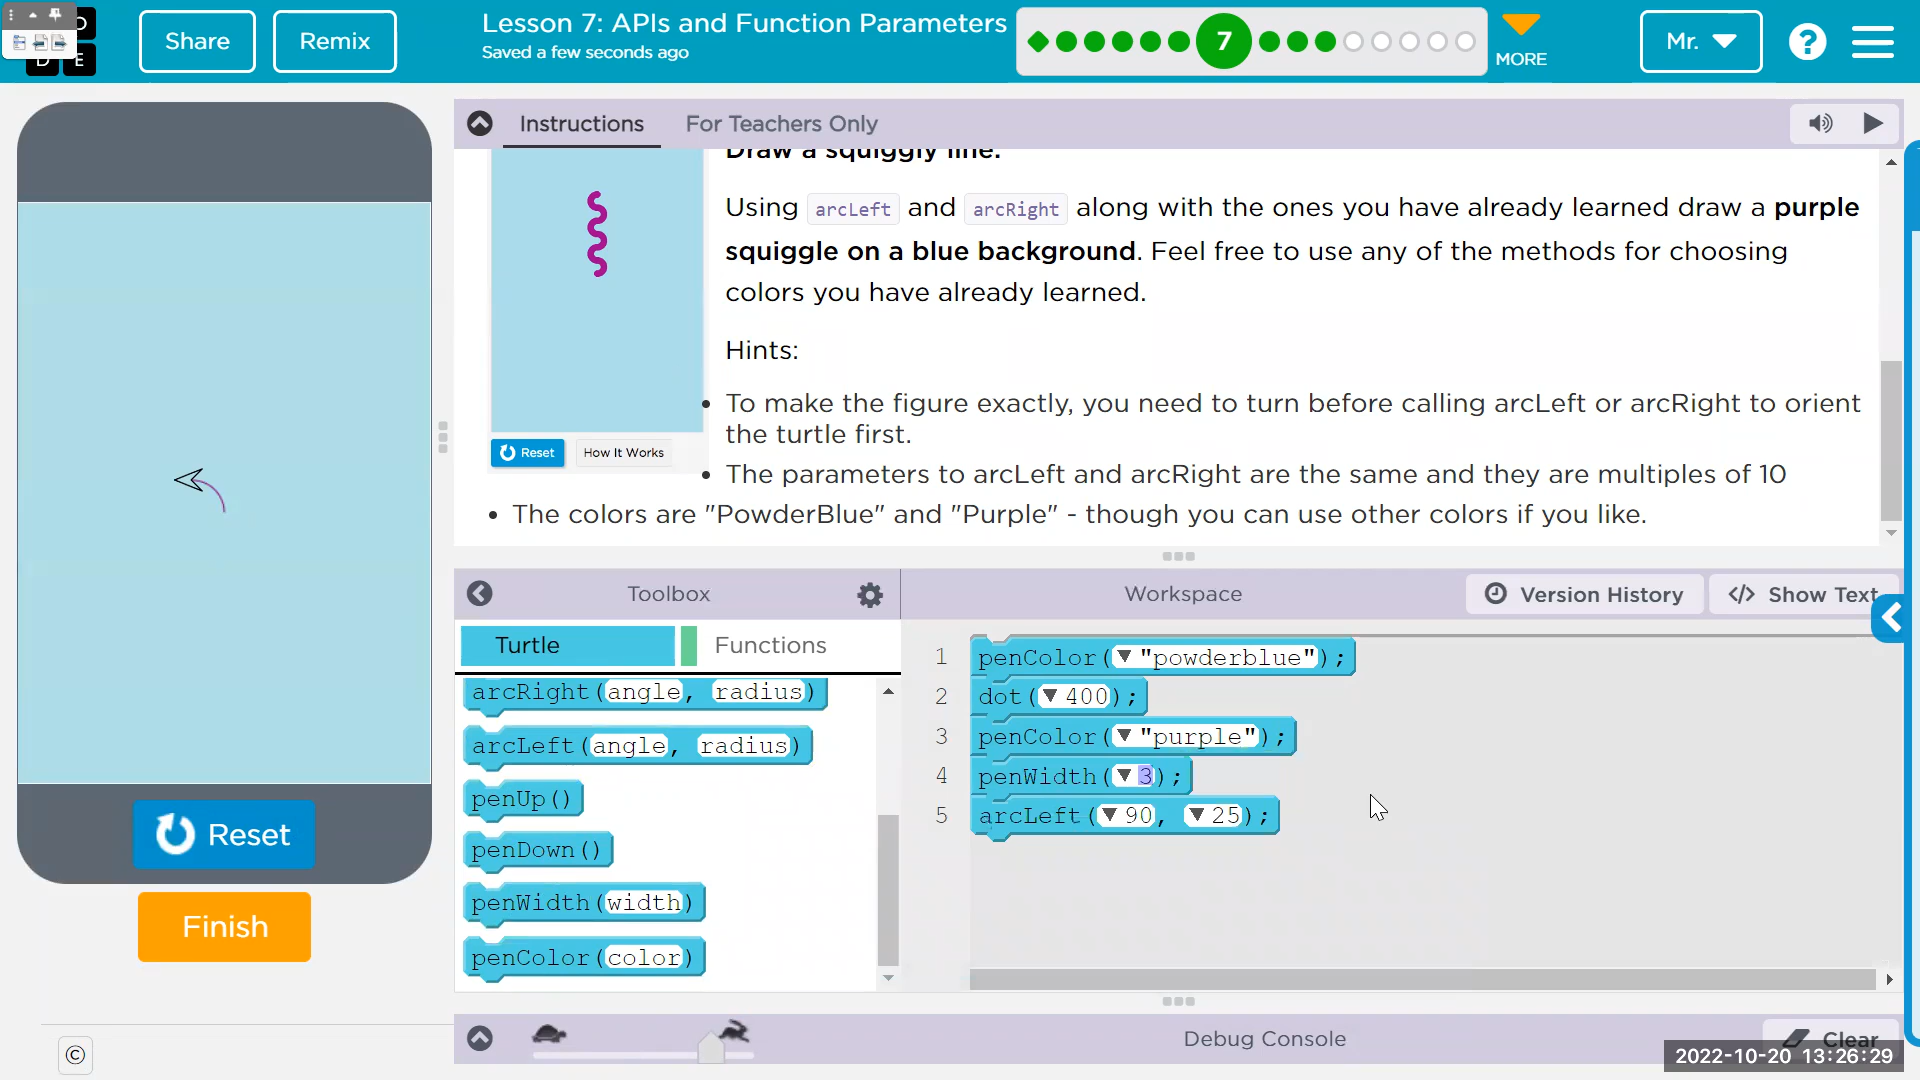 Share
Remix
Lesson 7: APIs and Function Parameters
Saved a few seconds ago
7
MORE
Mr.
?
D E
Instructions
For Teachers Only
Draw a squiggly line.
Using arcLeft and arcRight along with the ones you have already learned draw a purple
squiggle on a blue background. Feel free to use any of the methods for choosing
colors you have already learned.
Hints:
To make the figure exactly, you need to turn before calling arcLeft or arcRight to orient
the turtle first.
Reset
How It Works
The parameters to arcLeft and arcRight are the same and they are multiples of 10
The colors are "PowderBlue" and "Purple" - though you can use other colors if you like.
Toolbox
Workspace
Version History
</> Show Text
Turtle
Functions
arcRight(angle, radius)
arcLeft(angle, radius)
penUp()
penDown()
penWidth(width)
penColor(color)
1 penColor("powderblue");
2 dot(400);
3 penColor("purple");
4 penWidth(3);
5 arcLeft(90, 25);
Reset
Finish
©
Debug Console
Clear
2022-10-20 13:26:29